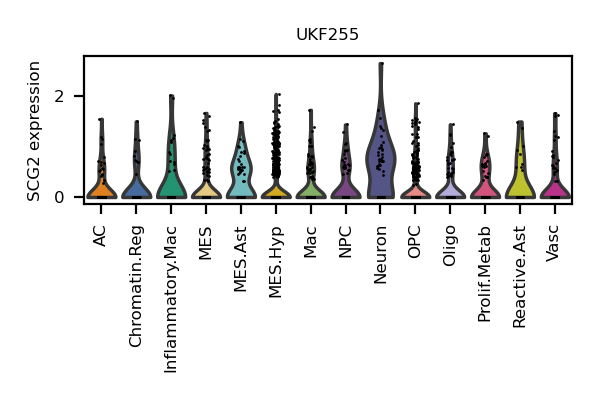 UKF255
SCG2 expression
2
0
AC
Chromatin.Reg
Inflammatory.Mac
MES
MES.Ast
MES.Hyp
Mac
NPC
Neuron
OPC
Oligo
Prolif.Metab
Reactive.Ast
Vasc